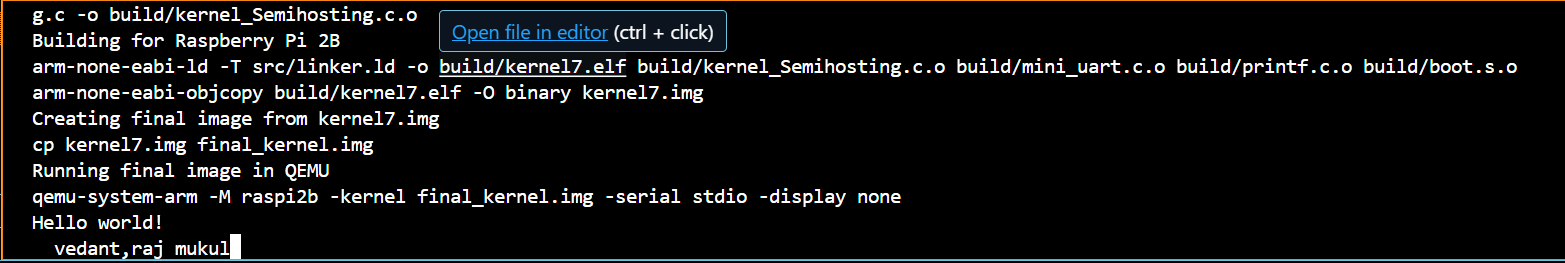 g.c -o build/kernel_Semihosting.c.o
Open file in editor (ctrl + click)
Building for Raspberry Pi 2B
arm-none-eabi-ld -T src/linker.ld -o build/kernel7.elf build/kernel_Semihosting.c.o build/mini_uart.c.o build/printf.c.o build/boot.s.o
arm-none-eabi-objcopy build/kernel7.elf -O binary kernel7.img
Creating final image from kernel7.img
cp kernel7.img final_kernel.img
Running final image in QEMU
qemu-system-arm -M raspi2b -kernel final_kernel.img -serial stdio -display none
Hello world!
  vedant,raj mukul